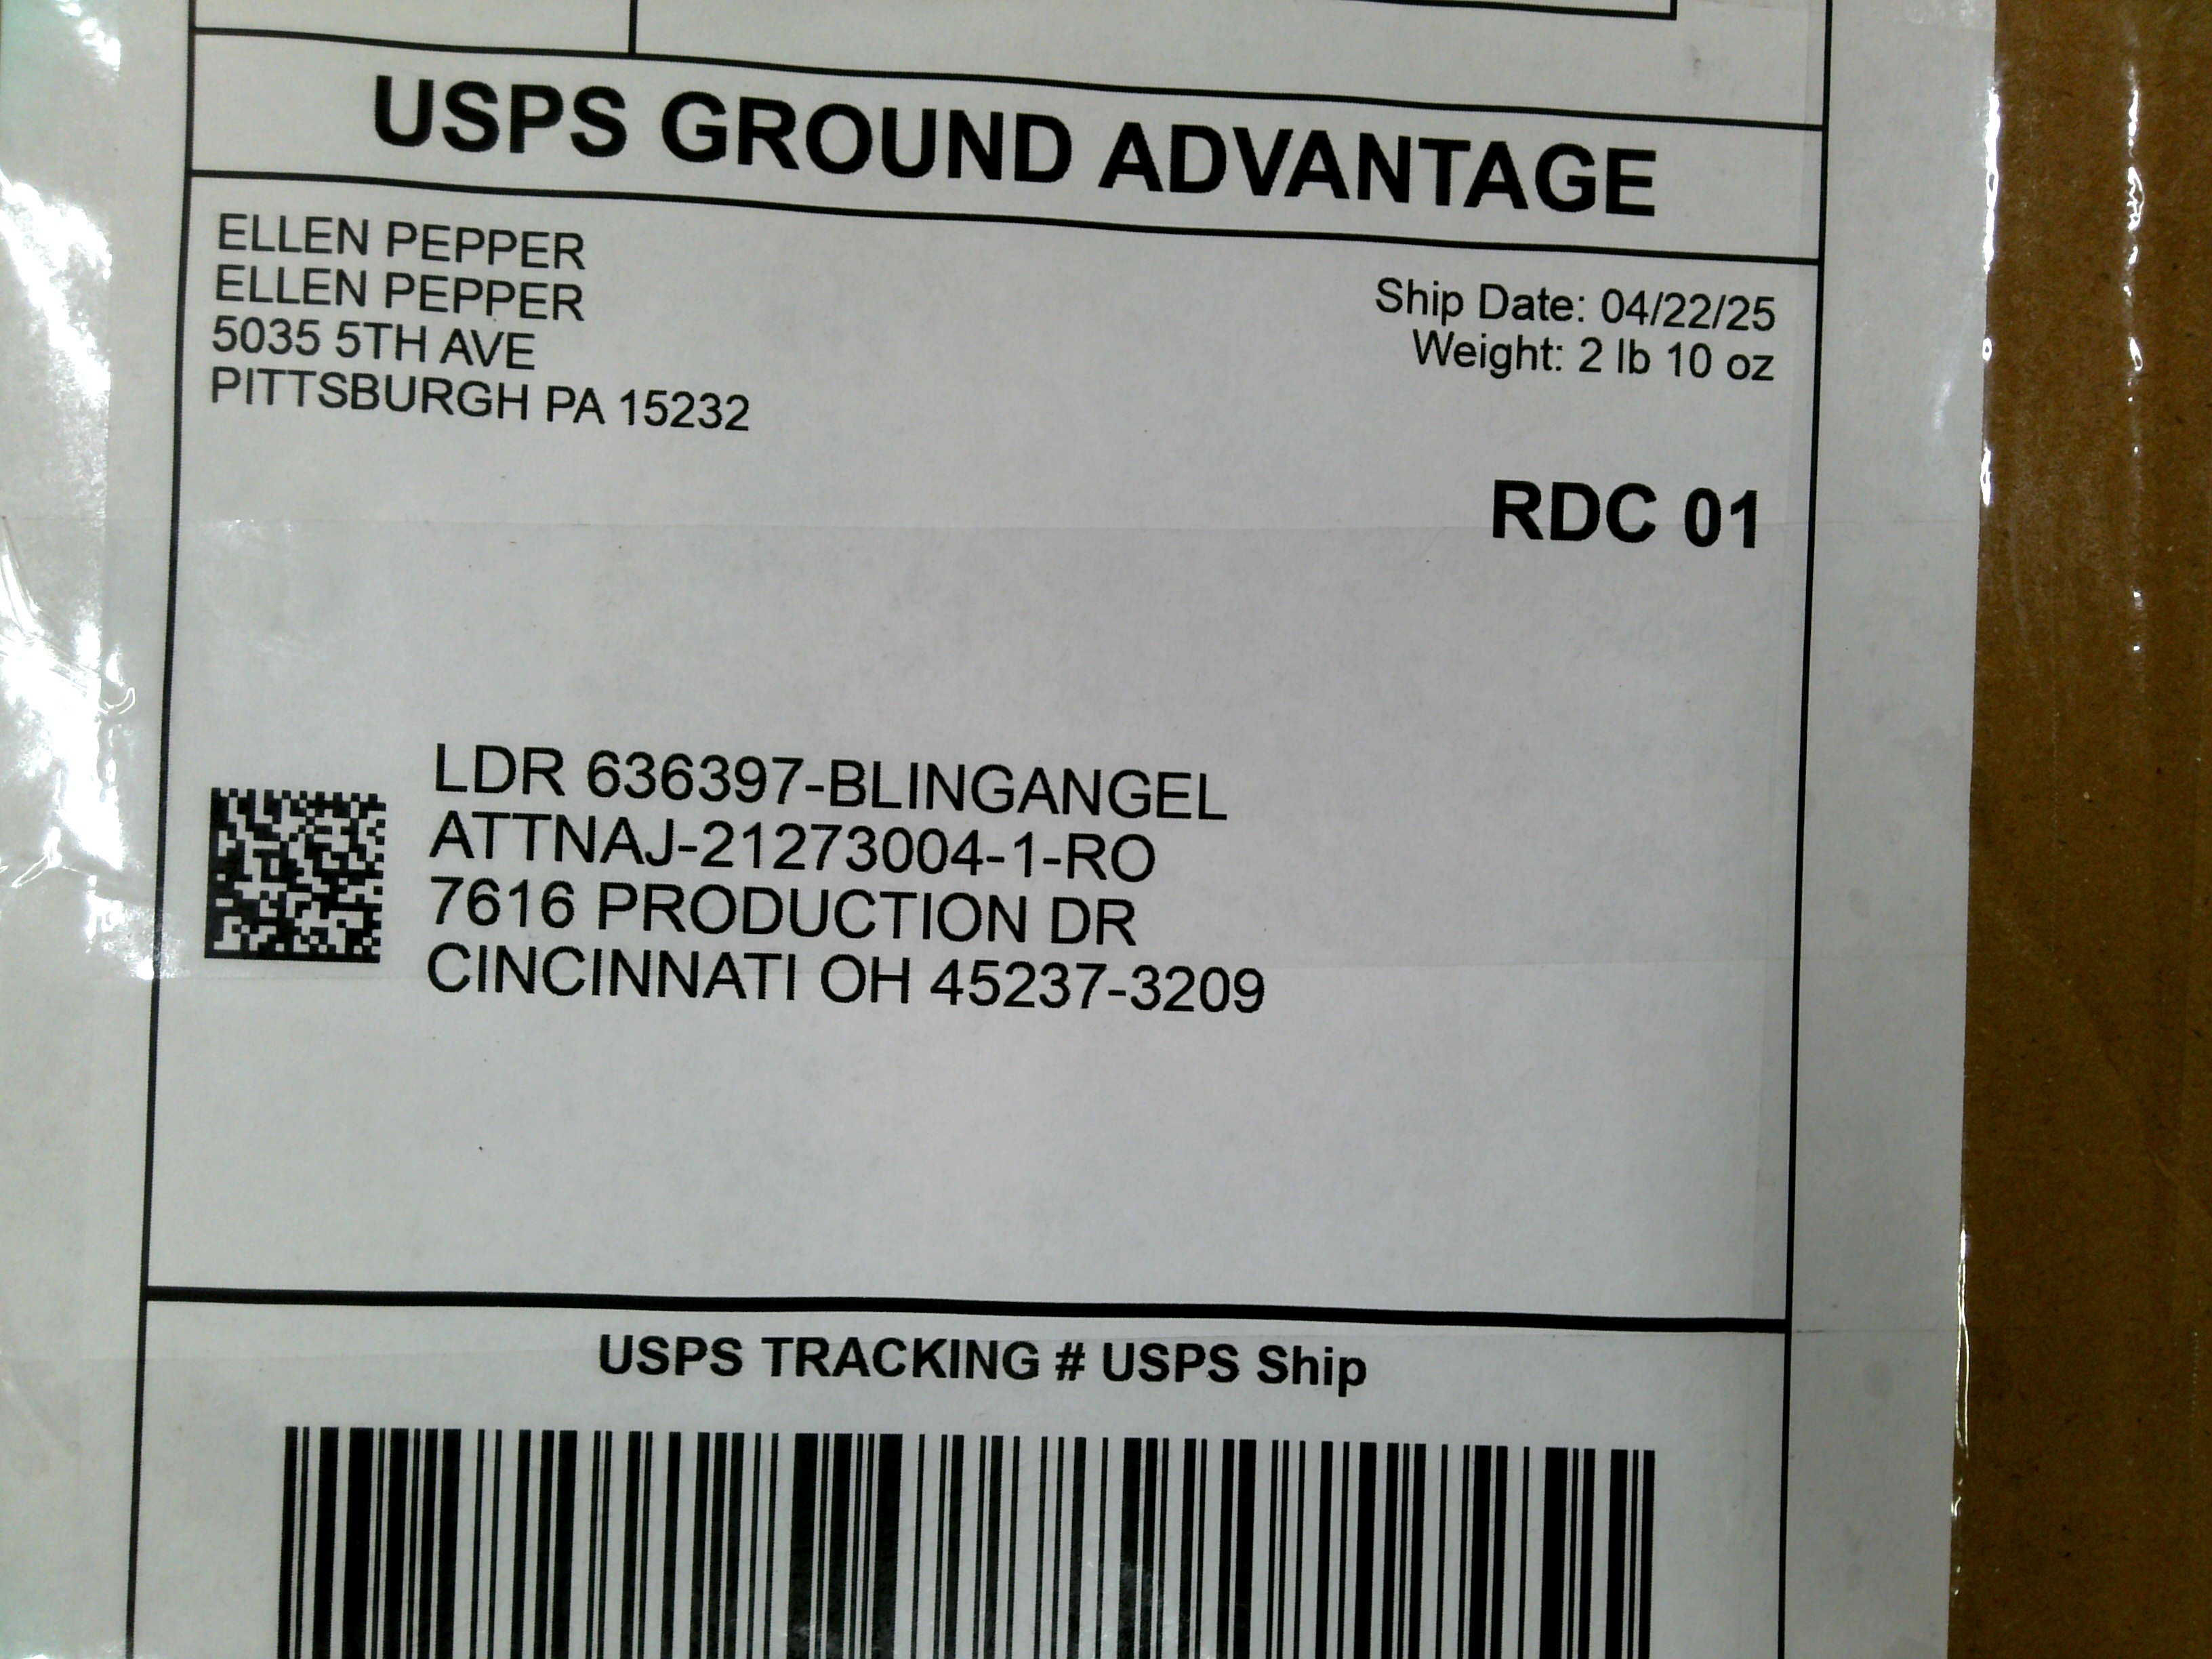 USPS GROUND ADVANTAGE
ELLEN PEPPER
ELLEN PEPPER
5035 5TH AVE
PITTSBURGH PA 15232
Ship Date: 04/22/25
Weight: 2 lb 10 oz
RDC 01
LDR 636397-BLINGANGEL
ATTNAJ-21273004-1-RO
7616 PRODUCTION DR
CINCINNATI OH 45237-3209
USPS TRACKING # USPS Ship